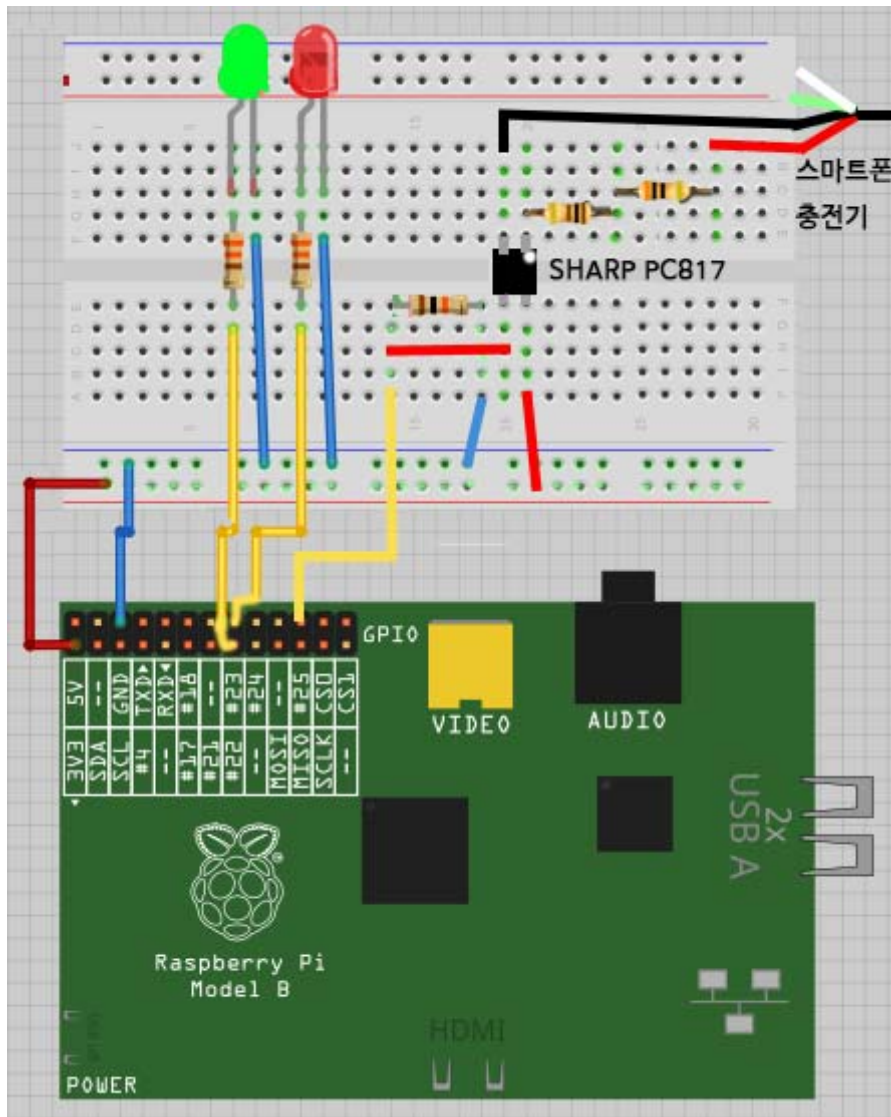 스마트폰
충전기
SHARP PC817
GPIO
5V
--
GND
TXD
RXD
#18
--
#23
#24
--
#25
CS0
CS1
3V3
SDA
SCL
#4
--
#17
#21
#22
--
MOSI
MISO
SCLK
--
VIDEO
AUDIO
2x
USB A
Raspberry Pi
Model B
HDMI
POWER